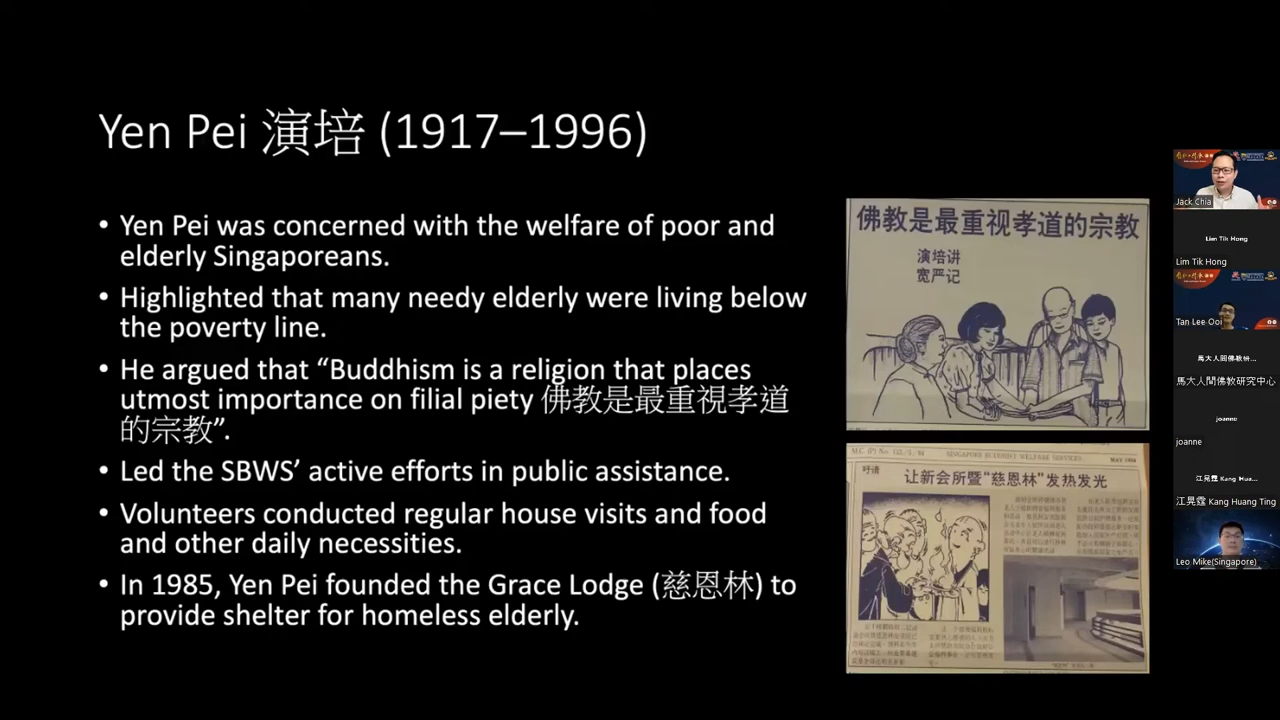 Yen Pei 演培 (1917–1996)
• Yen Pei was concerned with the welfare of poor and
elderly Singaporeans.
• Highlighted that many needy elderly were living below
the poverty line.
• He argued that “Buddhism is a religion that places
utmost importance on filial piety 佛教是最重視孝道
的宗教”.
• Led the SBWS’ active efforts in public assistance.
• Volunteers conducted regular house visits and food
and other daily necessities.
• In 1985, Yen Pei founded the Grace Lodge (慈恩林) to
provide shelter for homeless elderly.
佛教是最重视孝道的宗教
演培讲
宽严记
SINGAPORE BUDDHIST WELFARE SERVICES
让新会所暨“慈恩林”发热发光
Jack Chia
Lim Tik Hong
Lim Tik Hong
Tan Lee Ooi
馬大人間佛教研...
馬大人間佛教研究中心
joanne
joanne
江晃霆 Kang Hua...
江晃霆 Kang Huang Ting
Leo Mike(Singapore)